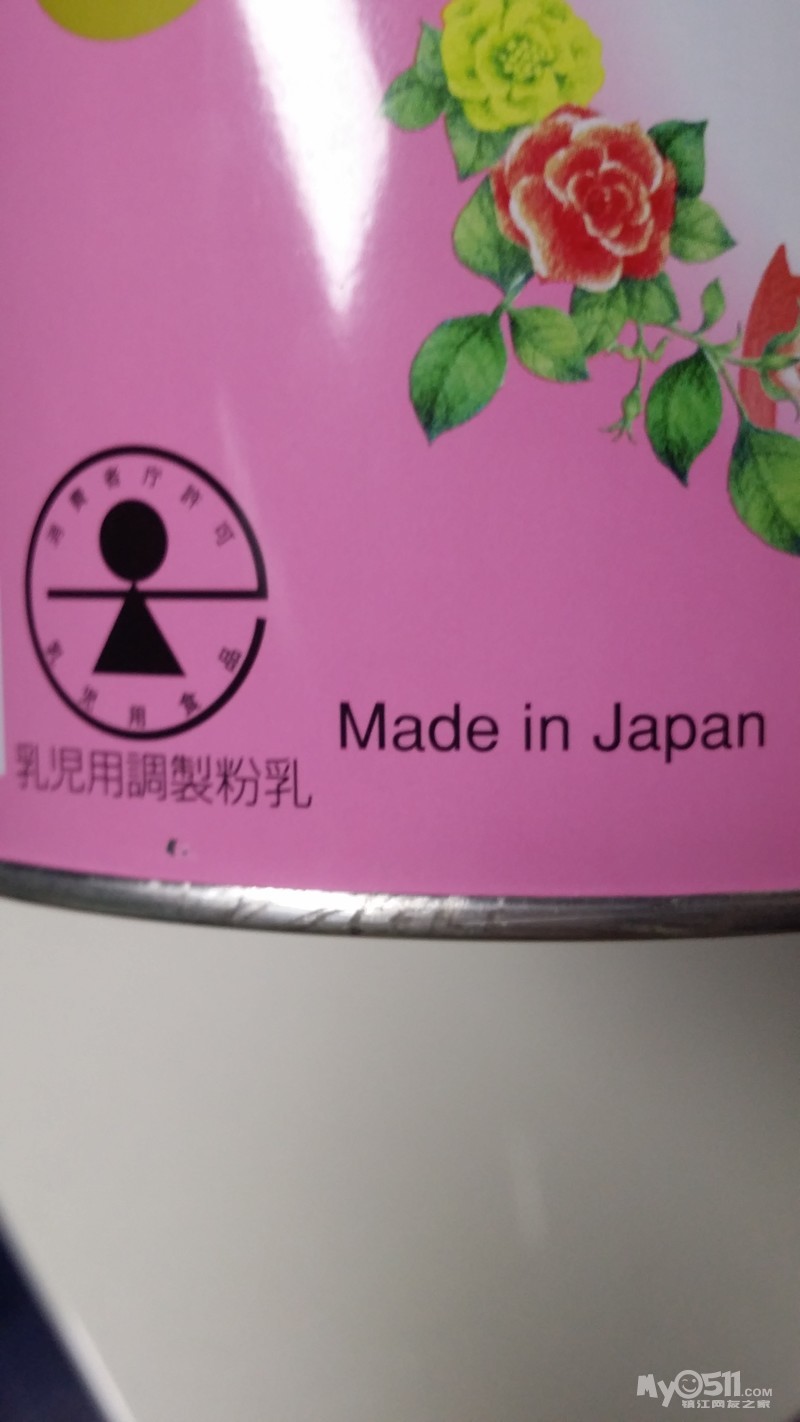 消費者庁許可
乳児用食品
Made in Japan
乳児用調製粉乳
MyO511.COM
镇江网友之家